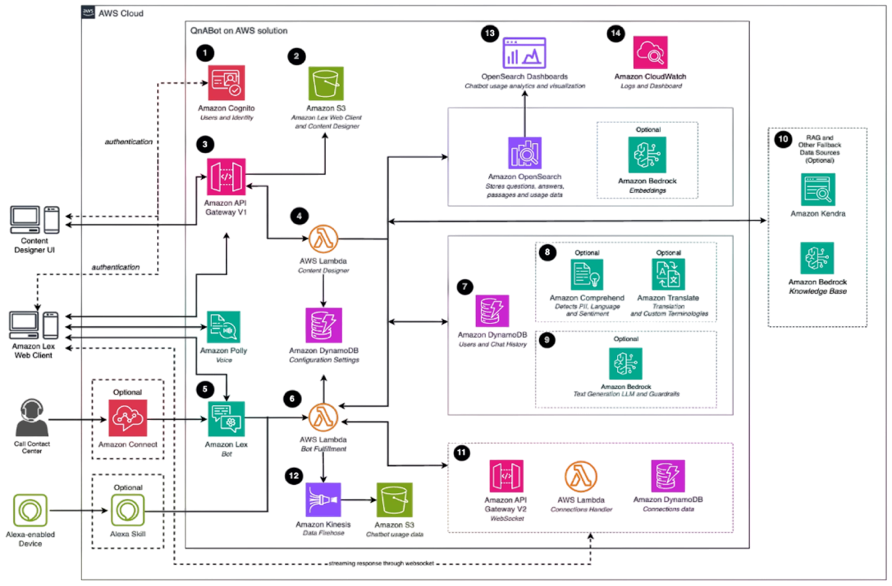 aws
AWS Cloud
QnABot on AWS solution
1
Amazon Cognito
Users and Identity
2
Amazon S3
Amazon Lex Web Client
and Content Designer
13
OpenSearch Dashboards
Chatbot usage analytics and visualization
14
Amazon CloudWatch
Logs and Dashboard
authentication
3
Amazon API
Gateway V1
Amazon OpenSearch
Stores questions, answers,
passages and usage data
Optional
Amazon Bedrock
Embeddings
10
RAG and
Other Fallback
Data Sources
(Optional)
Amazon Kendra
Amazon Bedrock
Knowledge Base
Content
Designer UI
4
AWS Lambda
Content Designer
authentication
Amazon Lex
Web Client
Amazon Polly
Voice
Amazon DynamoDB
Configuration Settings
7
Amazon DynamoDB
Users and Chat History
8
Optional
Amazon Comprehend
Detects PII, Language
and Sentiment
Optional
Amazon Translate
Translation
and Custom Terminologies
9
Optional
Amazon Bedrock
Text Generation LLM and Guardrails
Call Contact
Center
Optional
Amazon Connect
5
Amazon Lex
Bot
6
AWS Lambda
Bot Fulfillment
11
Amazon API
Gateway V2
WebSocket
AWS Lambda
Connections Handler
Amazon DynamoDB
Connections data
Alexa-enabled
Device
Optional
Alexa Skill
12
Amazon Kinesis
Data Firehose
Amazon S3
Chatbot usage data
streaming response through websocket